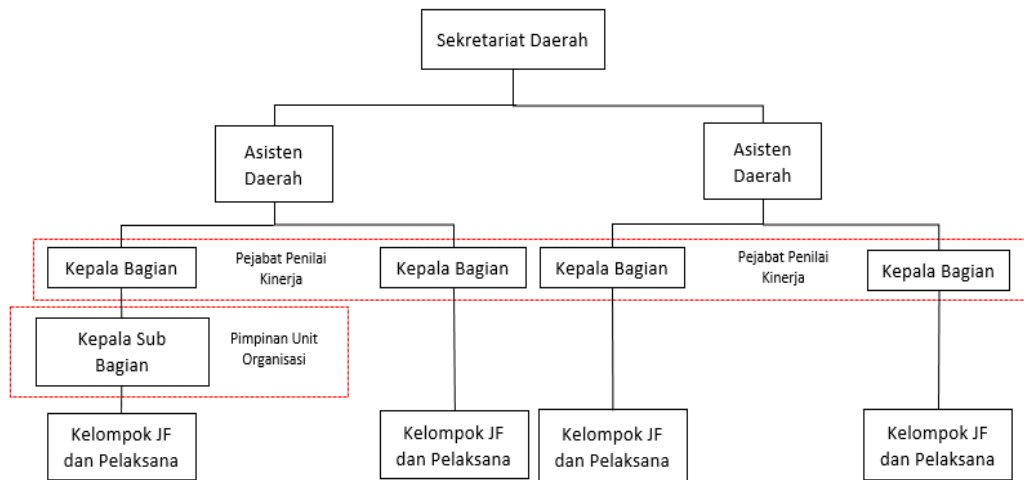 Sekretariat Daerah
Asisten
Daerah
Asisten
Daerah
Kepala Bagian
Pejabat Penilai
Kinerja
Kepala Bagian
Kepala Bagian
Pejabat Penilai
Kinerja
Kepala Bagian
Kepala Sub
Bagian
Pimpinan Unit
Organisasi
Kelompok JF
dan Pelaksana
Kelompok JF
dan Pelaksana
Kelompok JF
dan Pelaksana
Kelompok JF
dan Pelaksana